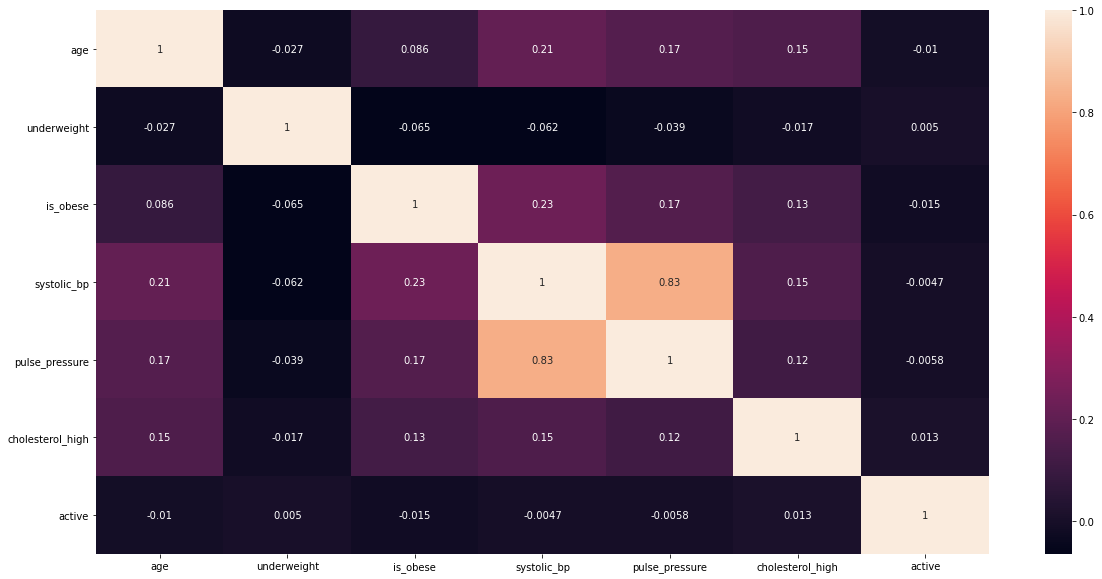 age 1 -0.027 0.086 0.21 0.17 0.15 -0.01
underweight -0.027 1 -0.065 -0.062 -0.039 -0.017 0.005
is_obese 0.086 -0.065 1 0.23 0.17 0.13 -0.015
systolic_bp 0.21 -0.062 0.23 1 0.83 0.15 -0.0047
pulse_pressure 0.17 -0.039 0.17 0.83 1 0.12 -0.0058
cholesterol_high 0.15 -0.017 0.13 0.15 0.12 1 0.013
active -0.01 0.005 -0.015 -0.0047 -0.0058 0.013 1
age underweight is_obese systolic_bp pulse_pressure cholesterol_high active
1.0
0.8
0.6
0.4
0.2
0.0